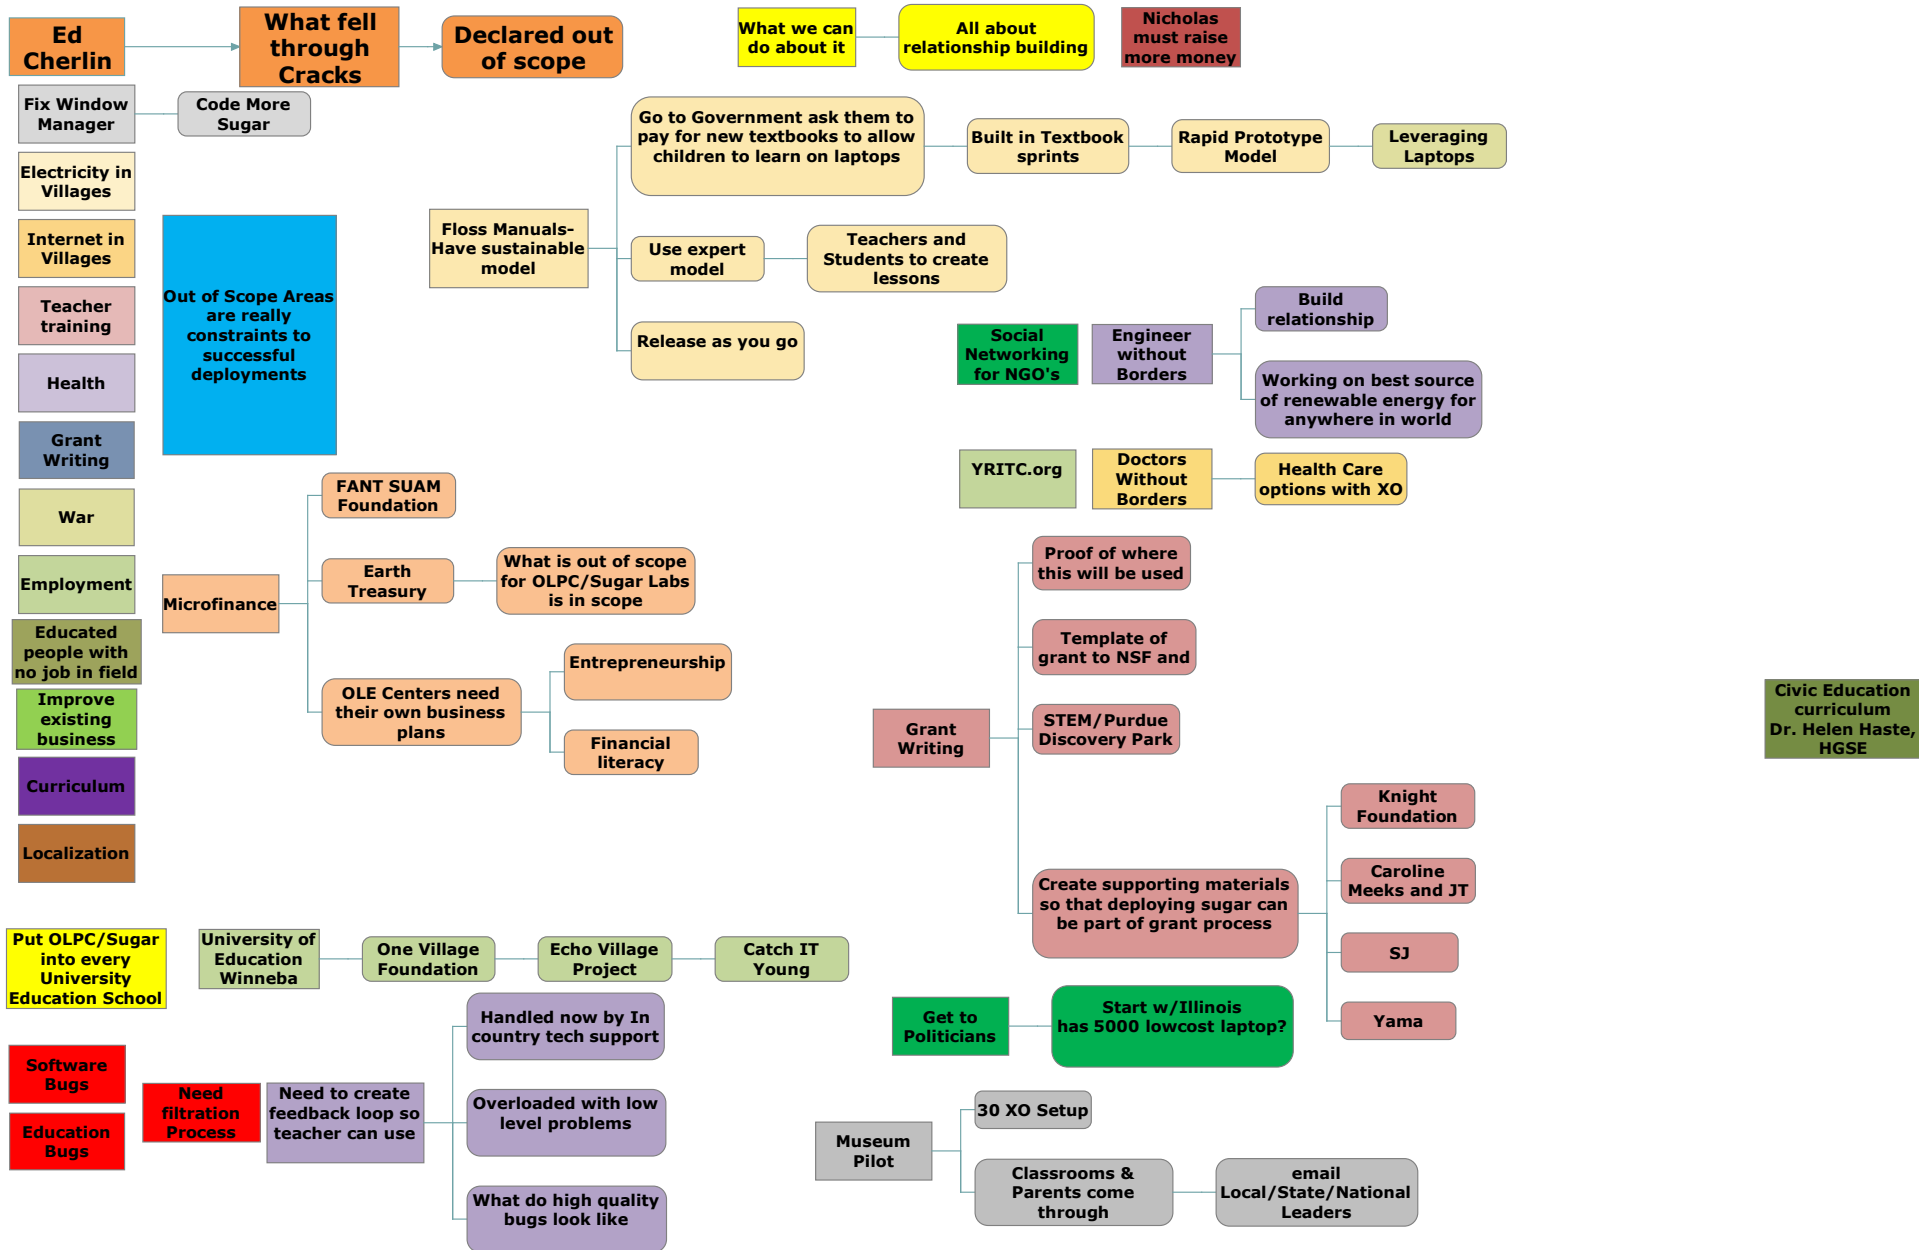 Ed
Cherlin
What fell
through
Cracks
Declared out
of scope
What we can
do about it
All about
relationship building
Nicholas
must raise
more money
Fix Window
Manager
Code More
Sugar
Electricity in
Villages
Internet in
Villages
Teacher
training
Health
Grant
Writing
War
Employment
Educated
people with
no job in field
Improve
existing
business
Curriculum
Localization
Out of Scope Areas
are really
constraints to
successful
deployments
Floss Manuals-
Have sustainable
model
Go to Government ask them to
pay for new textbooks to allow
children to learn on laptops
Built in Textbook
sprints
Rapid Prototype
Model
Leveraging
Laptops
Use expert
model
Teachers and
Students to create
lessons
Release as you go
Social
Networking
for NGO's
Engineer
without
Borders
Build
relationship
Working on best source
of renewable energy for
anywhere in world
YRITC.org
Doctors
Without
Borders
Health Care
options with XO
Microfinance
FANT SUAM
Foundation
Earth
Treasury
What is out of scope
for OLPC/Sugar Labs
is in scope
OLE Centers need
their own business
plans
Entrepreneurship
Financial
literacy
Grant
Writing
Proof of where
this will be used
Template of
grant to NSF and
STEM/Purdue
Discovery Park
Create supporting materials
so that deploying sugar can
be part of grant process
Knight
Foundation
Caroline
Meeks and JT
SJ
Yama
Civic Education
curriculum
Dr. Helen Haste,
HGSE
Put OLPC/Sugar
into every
University
Education School
University of
Education
Winneba
One Village
Foundation
Echo Village
Project
Catch IT
Young
Get to
Politicians
Start w/Illinois
has 5000 lowcost laptop?
Software
Bugs
Education
Bugs
Need
filtration
Process
Need to create
feedback loop so
teacher can use
Handled now by In
country tech support
Overloaded with low
level problems
What do high quality
bugs look like
Museum
Pilot
30 XO Setup
Classrooms &
Parents come
through
email
Local/State/National
Leaders